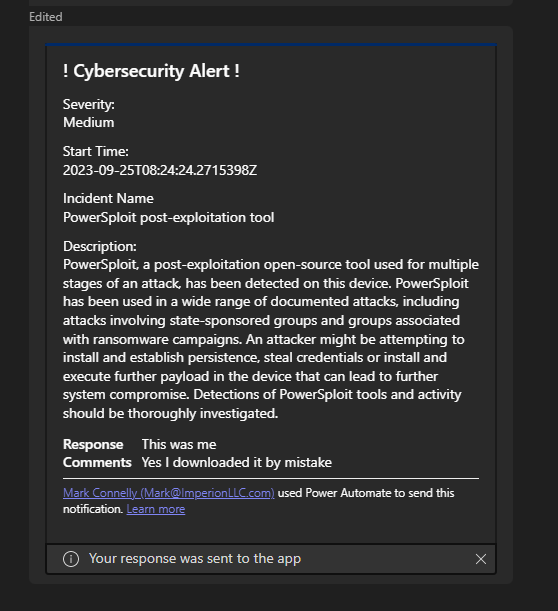 Edited
! Cybersecurity Alert !
Severity:
Medium
Start Time:
2023-09-25T08:24:24.2715398Z
Incident Name
PowerSploit post-exploitation tool
Description:
PowerSploit, a post-exploitation open-source tool used for multiple
stages of an attack, has been detected on this device. PowerSploit
has been used in a wide range of documented attacks, including
attacks involving state-sponsored groups and groups associated
with ransomware campaigns. An attacker might be attempting to
install and establish persistence, steal credentials or install and
execute further payload in the device that can lead to further
system compromise. Detections of PowerSploit tools and activity
should be thoroughly investigated.
Response This was me
Comments Yes I downloaded it by mistake
Mark Connelly (Mark@ImperionLLC.com) used Power Automate to send this
notification. Learn more
Your response was sent to the app